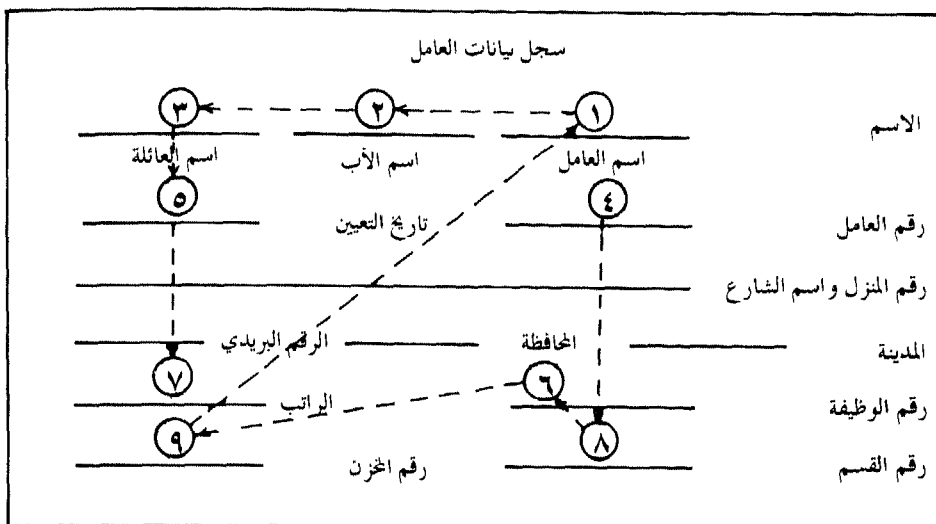 سجل بيانات العامل
الاسم ١ ٢ ٣
اسم العامل اسم الأب اسم العائلة
٤ ٥
رقم العامل تاريخ التعيين
رقم المنزل واسم الشارع
المدينة المحافظة الرقم البريدي
٦ ٧
رقم الوظيفة الراتب
٨ ٩
رقم القسم رقم المخزن